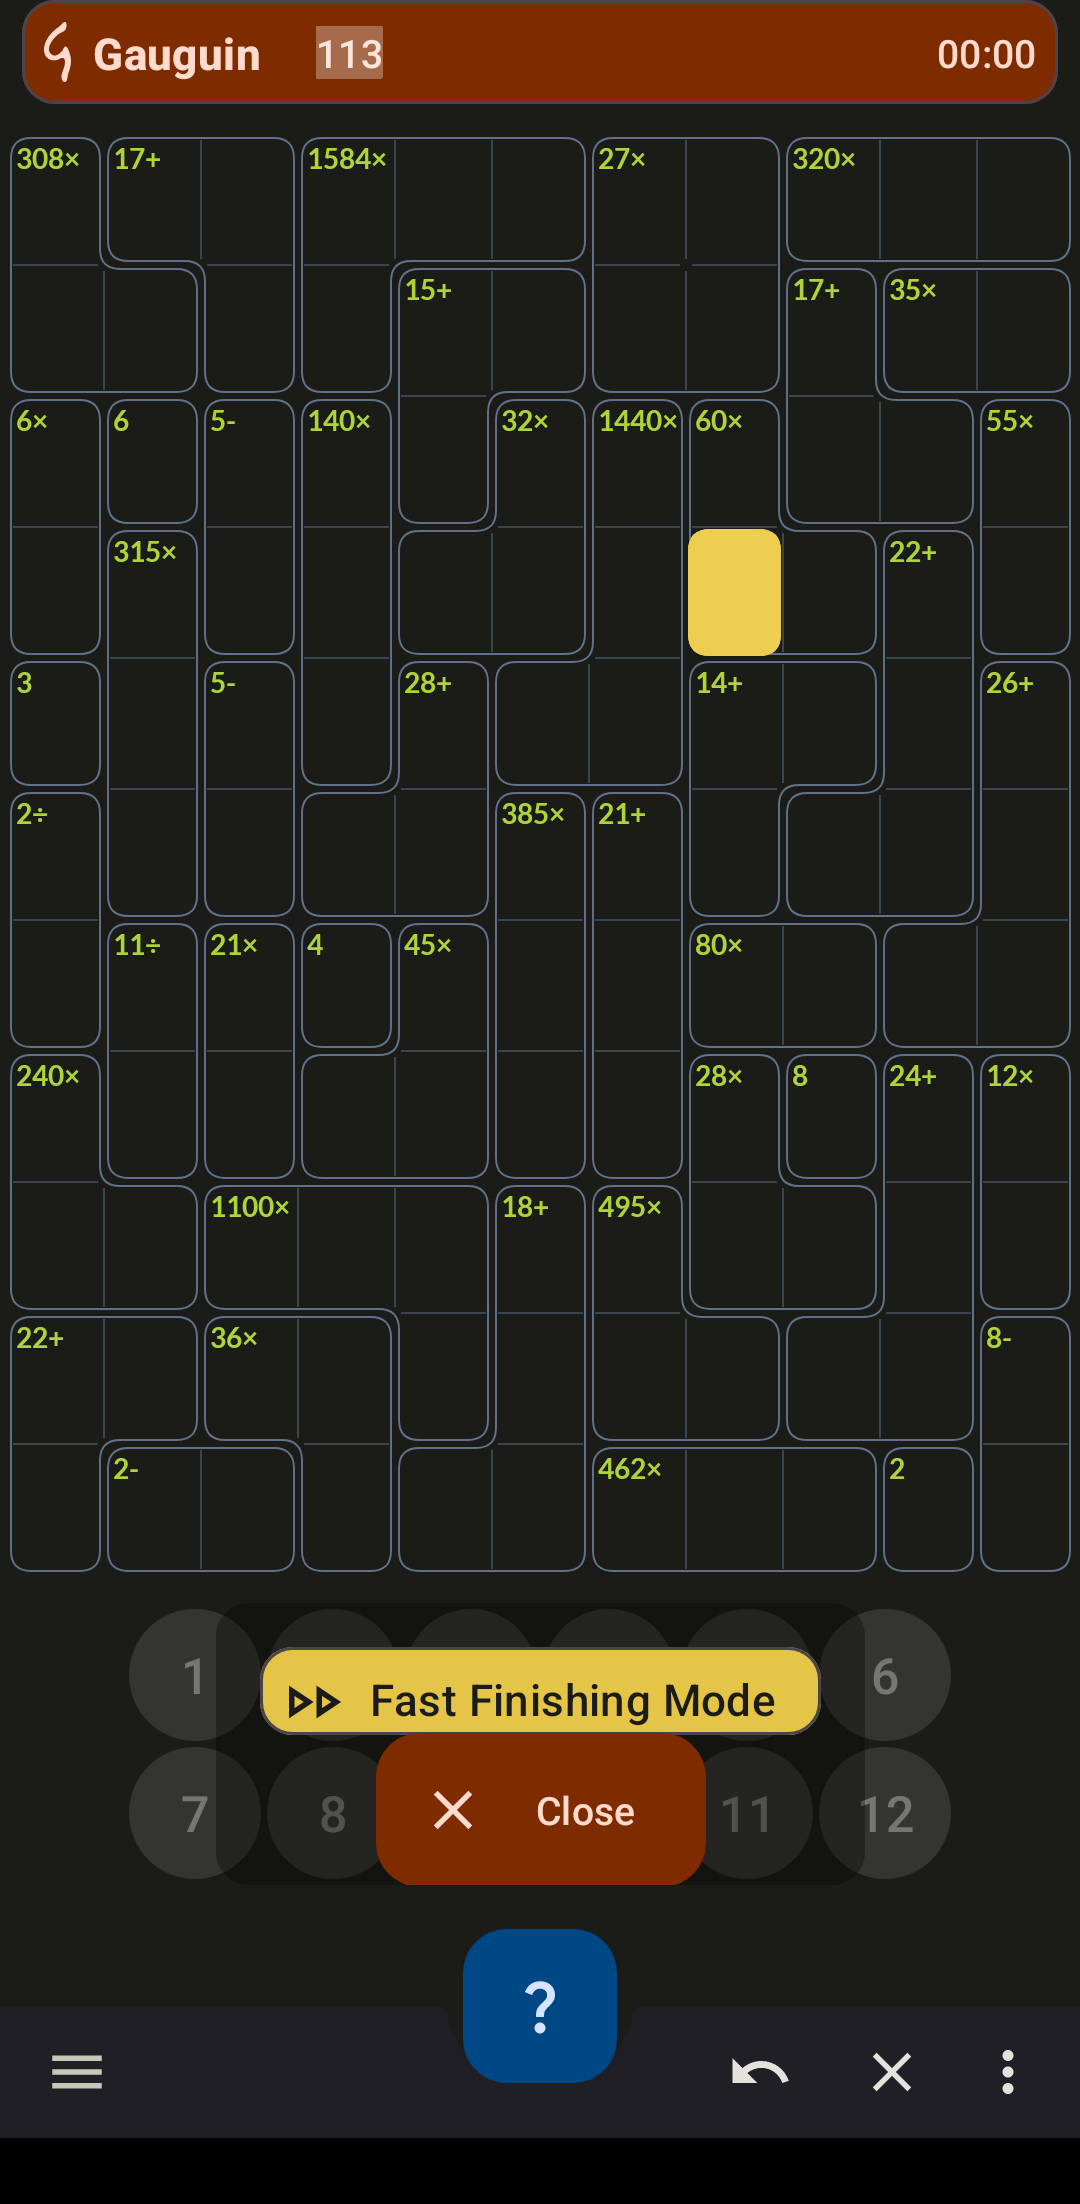 Gauguin 113 00:00
308× 17+ 1584× 27× 320×
15+ 17+ 35×
6× 6 5- 140× 32× 1440× 60× 55×
315× 22+
3 5- 28+ 14+ 26+
2÷ 385× 21+
11÷ 21× 4 45× 80×
240× 28× 8 24+ 12×
1100× 18+ 495×
22+ 36× 8-
2- 462× 2
1 6
Fast Finishing Mode
7 8 11 12
Close
?